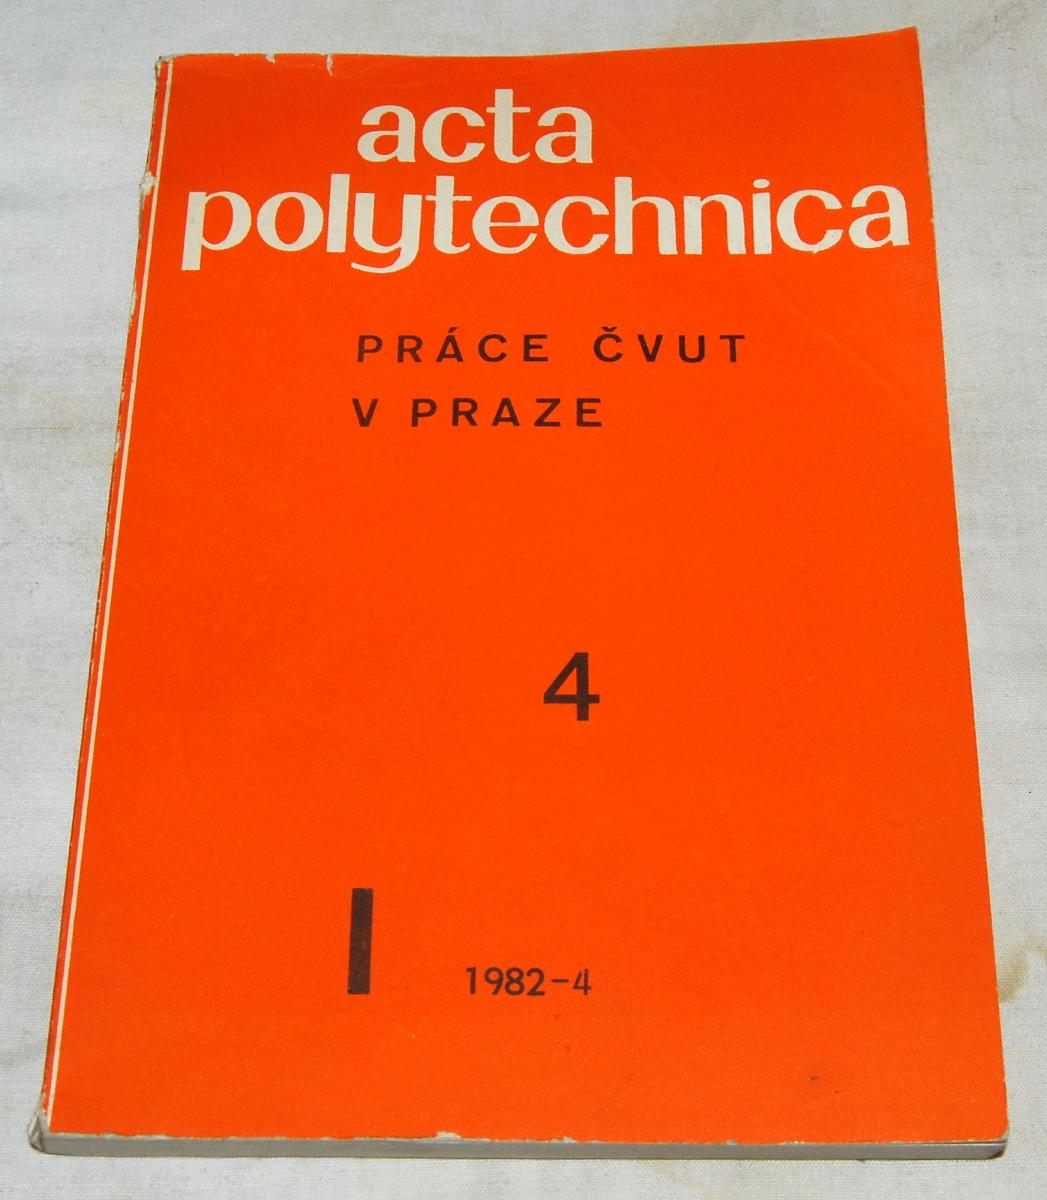 acta
polytechnica
PRÁCE ČVUT
V PRAZE
4
I 1982-4